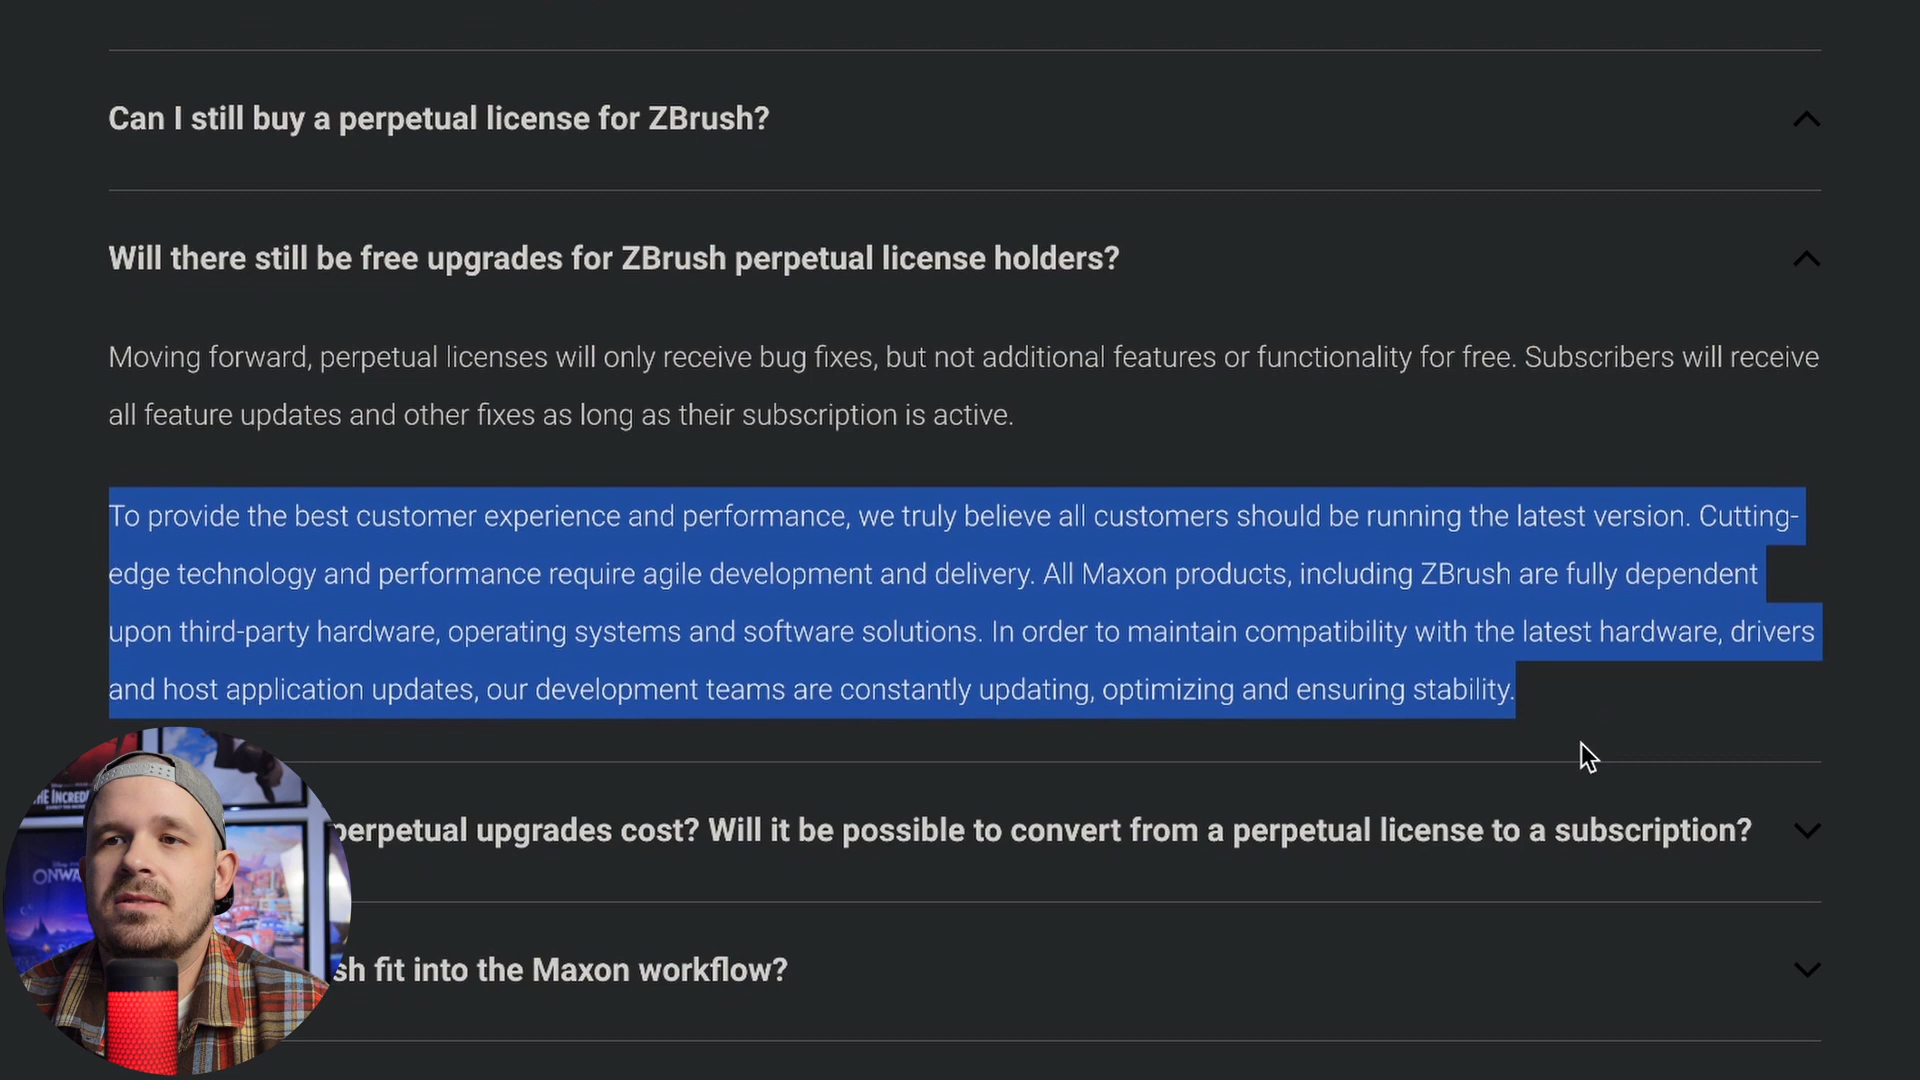 Can I still buy a perpetual license for ZBrush?
Will there still be free upgrades for ZBrush perpetual license holders?
Moving forward, perpetual licenses will only receive bug fixes, but not additional features or functionality for free. Subscribers will receive
all feature updates and other fixes as long as their subscription is active.
To provide the best customer experience and performance, we truly believe all customers should be running the latest version. Cutting-
edge technology and performance require agile development and delivery. All Maxon products, including ZBrush are fully dependent
upon third-party hardware, operating systems and software solutions. In order to maintain compatibility with the latest hardware, drivers
and host application updates, our development teams are constantly updating, optimizing and ensuring stability.
perpetual upgrades cost? Will it be possible to convert from a perpetual license to a subscription?
sh fit into the Maxon workflow?
THE INCRED
ONWA